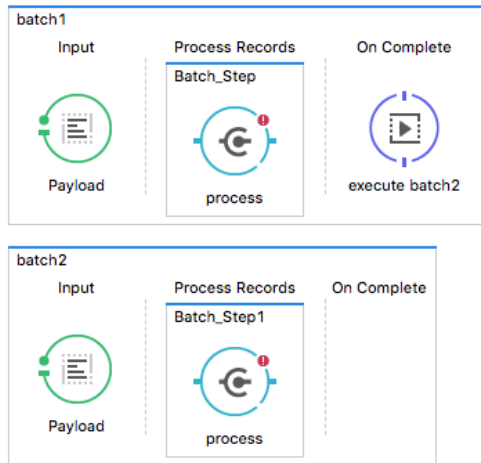 batch1
Input Process Records On Complete
Batch_Step
Payload process execute batch2
batch2
Input Process Records On Complete
Batch_Step1
Payload process